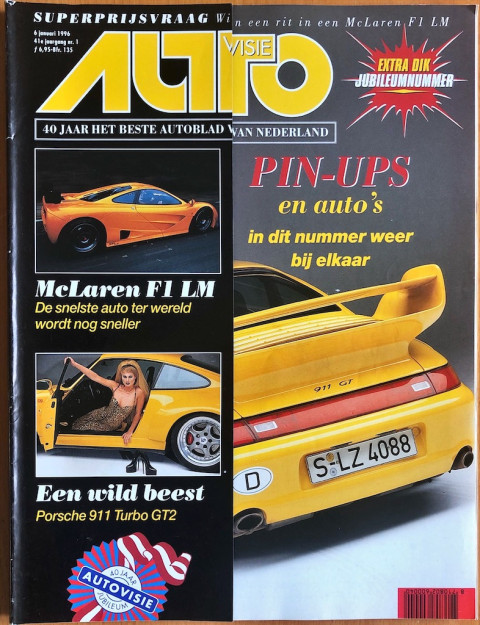 SUPERPRIJSVRAAG Win een rit in een McLaren F1 LM
6 januari 1996
41e jaargang nr. 1
ƒ 6,95-Bfr. 135
AUTO
VISIE
EXTRA DIK
JUBILEUMNUMMER
40 JAAR HET BESTE AUTOBLAD VAN NEDERLAND
PIN-UPS
en auto's
in dit nummer weer
bij elkaar
McLaren F1 LM
De snelste auto ter wereld
wordt nog sneller
911 GT
S LZ 4088
D
Een wild beest
Porsche 911 Turbo GT2
40 JAAR
AUTOVISIE
JUBILEUM